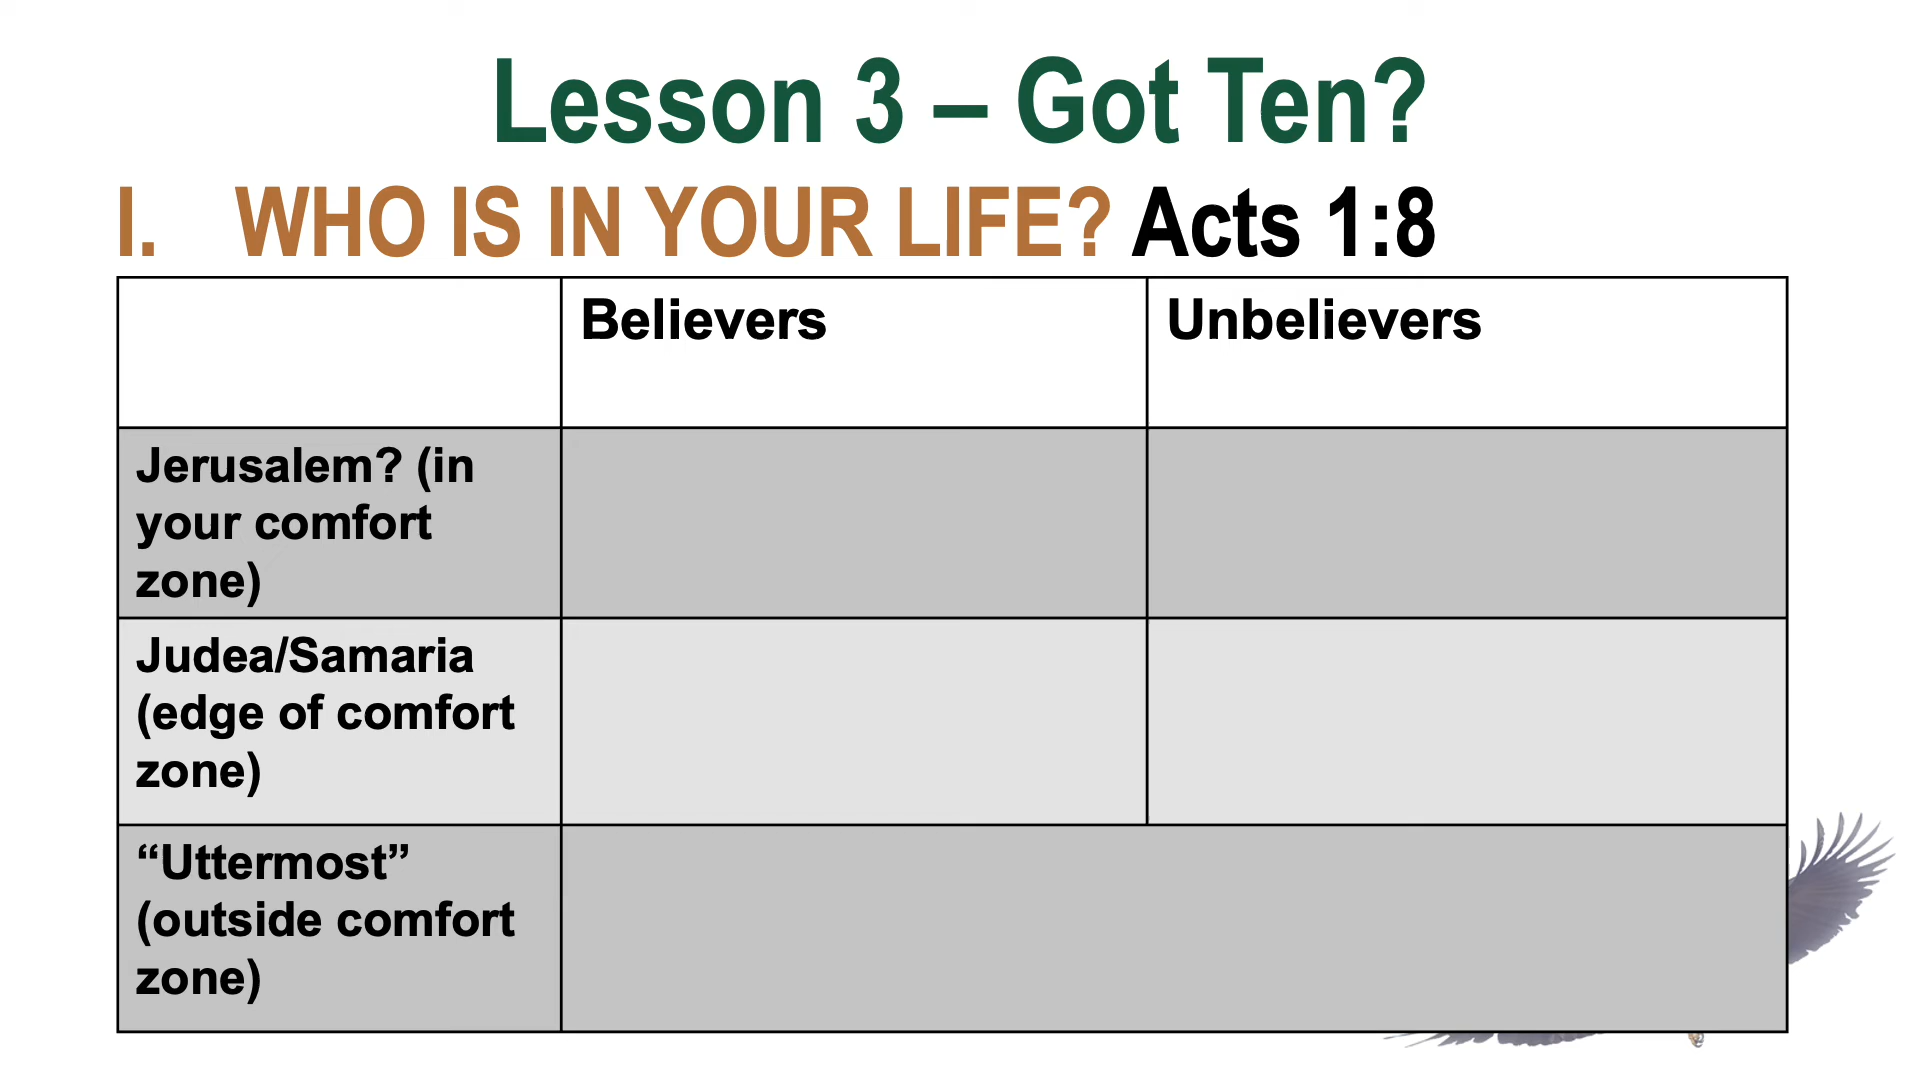 Lesson 3 – Got Ten?
I. WHO IS IN YOUR LIFE? Acts 1:8
Believers
Unbelievers
Jerusalem? (in
your comfort
zone)
Judea/Samaria
(edge of comfort
zone)
“Uttermost”
(outside comfort
zone)